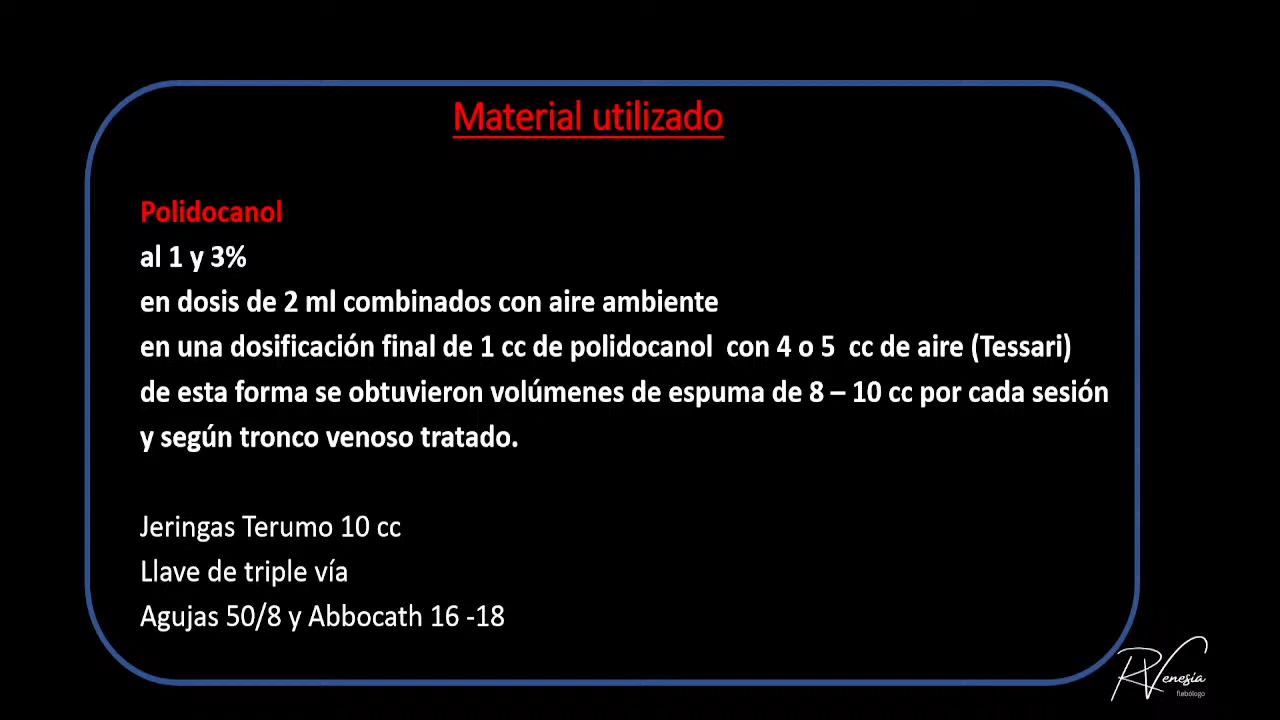 Material utilizado
Polidocanol
al 1 y 3%
en dosis de 2 ml combinados con aire ambiente
en una dosificación final de 1 cc de polidocanol con 4 o 5 cc de aire (Tessari)
de esta forma se obtuvieron volúmenes de espuma de 8 – 10 cc por cada sesión
y según tronco venoso tratado.
Jeringas Terumo 10 cc
Llave de triple vía
Agujas 50/8 y Abbocath 16 -18
RVenesia
flebólogo